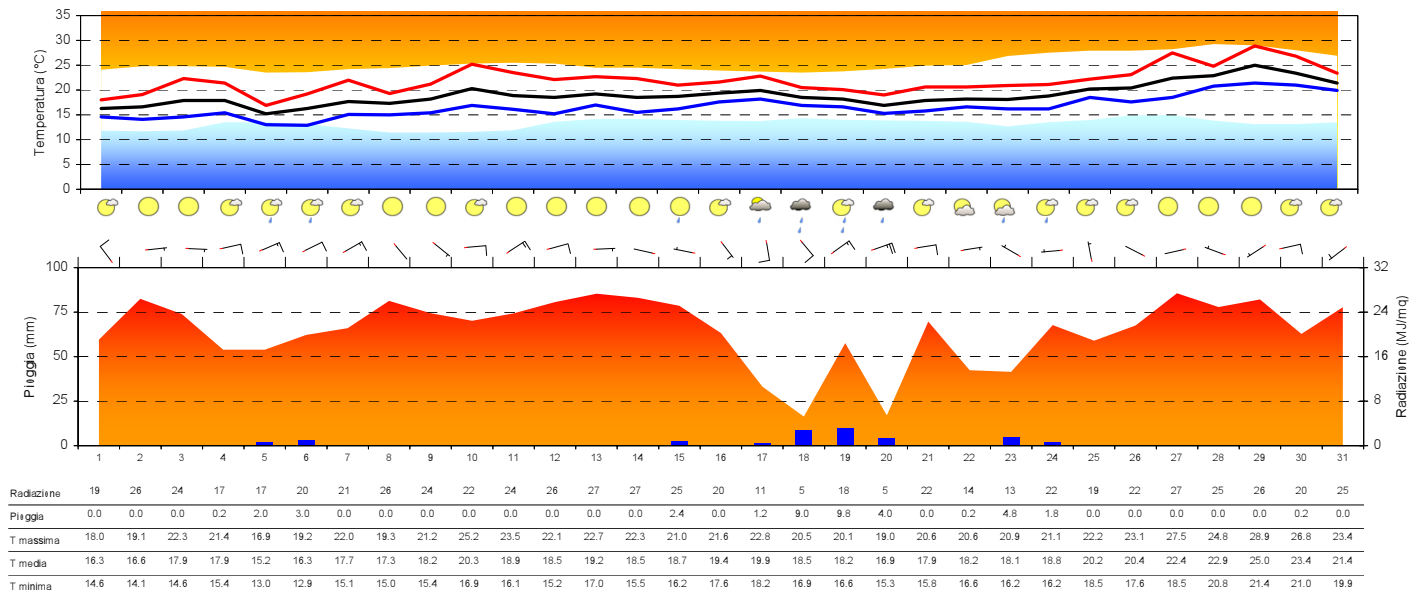 35
30
25
20
15
10
5
0
Temperatura (°C)
100
75
50
25
0
Pioggia (mm)
32
24
16
8
0
Radiazione (MJ/mq)
1 2 3 4 5 6 7 8 9 10 11 12 13 14 15 16 17 18 19 20 21 22 23 24 25 26 27 28 29 30 31
Radiazione 19 26 24 17 17 20 21 26 24 22 24 26 27 27 25 20 11 5 18 5 22 14 13 22 19 22 27 25 26 20 25
Pioggia 0.0 0.0 0.0 0.2 2.0 3.0 0.0 0.0 0.0 0.0 0.0 0.0 0.0 0.0 2.4 0.0 1.2 9.0 9.8 4.0 0.0 0.2 4.8 1.8 0.0 0.0 0.0 0.0 0.0 0.2 0.0
T massima 18.0 19.1 22.3 21.4 16.9 19.2 22.0 19.3 21.2 25.2 23.5 22.1 22.7 22.3 21.0 21.6 22.8 20.5 20.1 19.0 20.6 20.6 20.9 21.1 22.2 23.1 27.5 24.8 28.9 26.8 23.4
T media 16.3 16.6 17.9 17.9 15.2 16.3 17.7 17.3 18.2 20.3 18.9 18.5 19.2 18.5 18.7 19.4 19.9 18.5 18.2 16.9 17.9 18.2 18.1 18.8 20.2 20.4 22.4 22.9 25.0 23.4 21.4
T minima 14.6 14.1 14.6 15.4 13.0 12.9 15.1 15.0 15.4 16.9 16.1 15.2 17.0 15.5 16.2 17.6 18.2 16.9 16.6 15.3 15.8 16.6 16.2 16.2 18.5 17.6 18.5 20.8 21.4 21.0 19.9